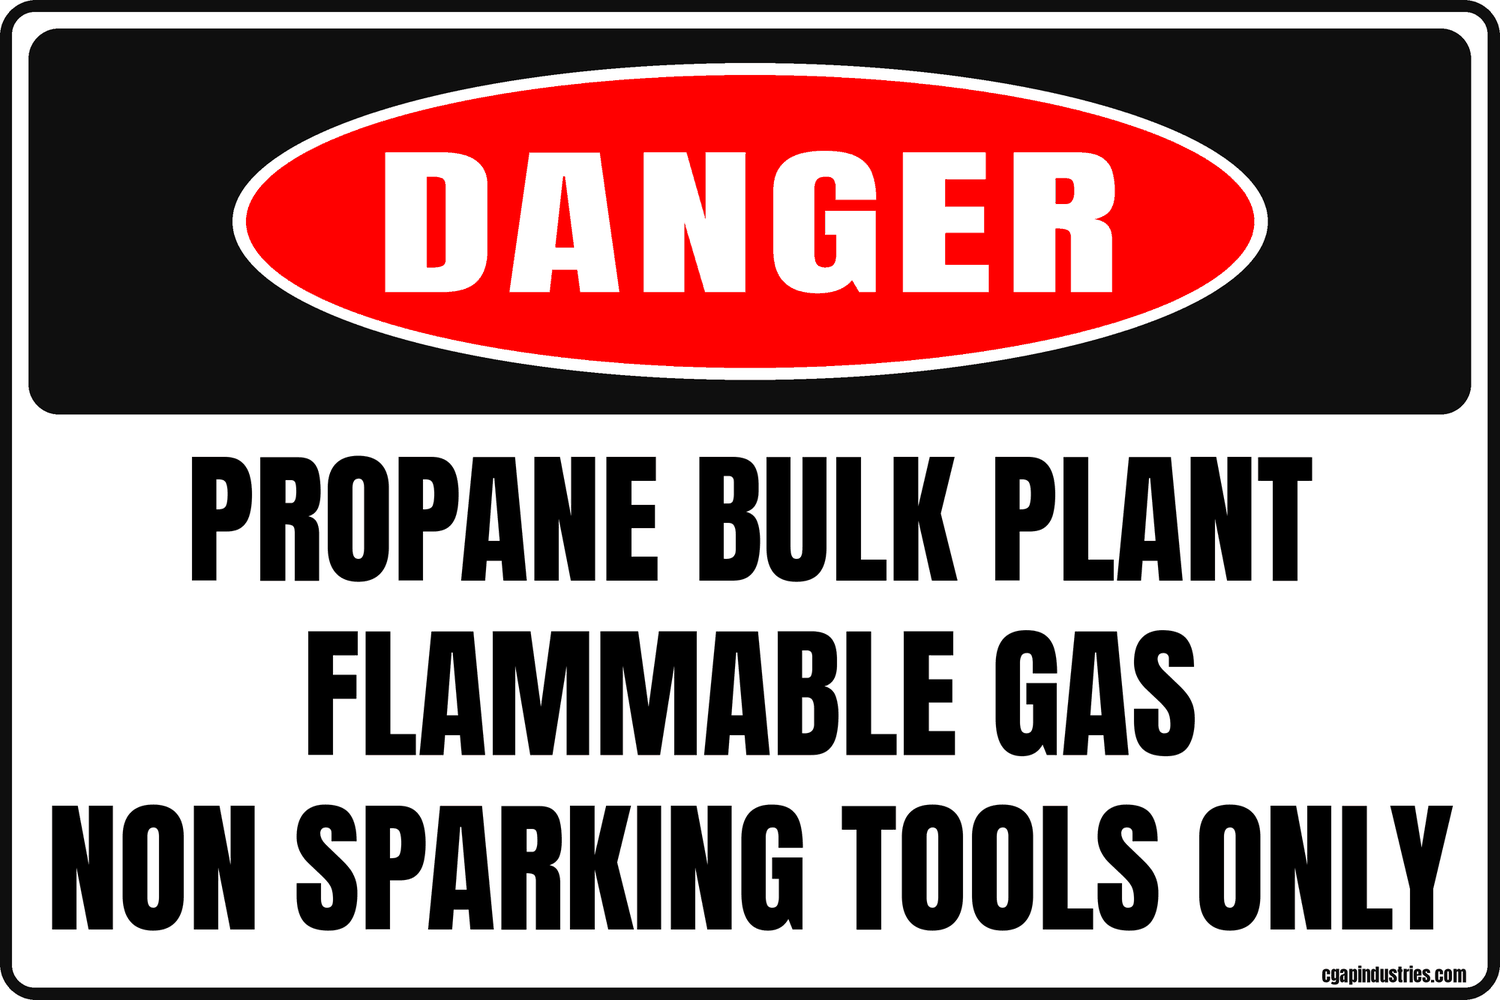 DANGER
PROPANE BULK PLANT
FLAMMABLE GAS
NON SPARKING TOOLS ONLY
cgapindustries.com